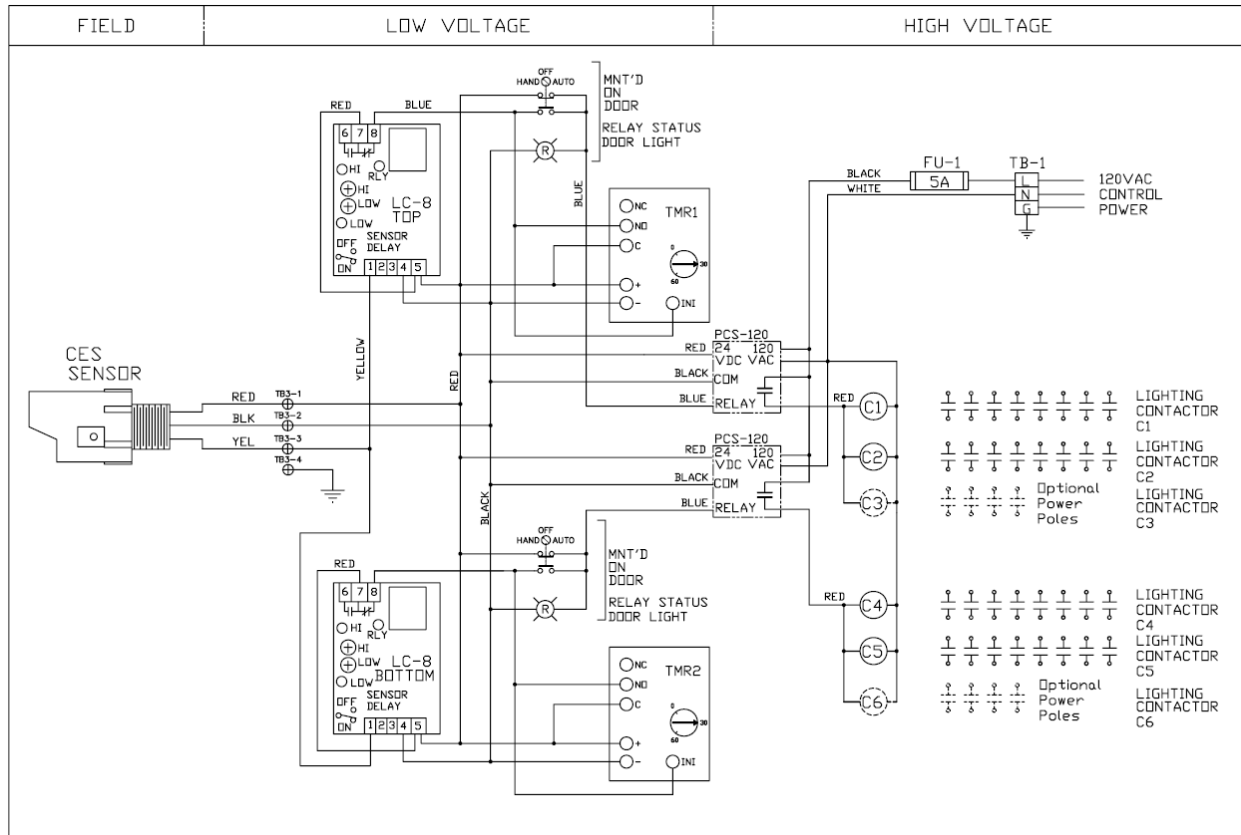 FIELD
LOW VOLTAGE
HIGH VOLTAGE
OFF
HAND AUTO
MNT'D
ON
DOOR
RELAY STATUS
DOOR LIGHT
R
RED
BLUE
6 7 8
HI
RLY
HI
LOW
LOW
LC-8
TOP
SENSOR
DELAY
OFF
ON
1 2 3 4 5
BLUE
NC
NO
C
+
-
TMR1
0
30
60
INI
FU-1
5A
TB-1
L
N
G
BLACK
WHITE
120VAC
CONTROL
POWER
CES
SENSOR
RED
BLK
YEL
TB3-1
TB3-2
TB3-3
TB3-4
YELLOW
RED
BLACK
PCS-120
24 120
VDC VAC
COM
RELAY
RED
BLACK
BLUE
PCS-120
24 120
VDC VAC
COM
RELAY
RED
BLACK
BLUE
RED
C1
C2
C3
LIGHTING
CONTACTOR
C1
LIGHTING
CONTACTOR
C2
Optional
Power
Poles
LIGHTING
CONTACTOR
C3
RED
C4
C5
C6
LIGHTING
CONTACTOR
C4
LIGHTING
CONTACTOR
C5
Optional
Power
Poles
LIGHTING
CONTACTOR
C6
OFF
HAND AUTO
MNT'D
ON
DOOR
RELAY STATUS
DOOR LIGHT
R
RED
6 7 8
HI
RLY
HI
LOW
LOW
LC-8
BOTTOM
SENSOR
DELAY
OFF
ON
1 2 3 4 5
NC
NO
C
+
-
TMR2
0
30
60
INI